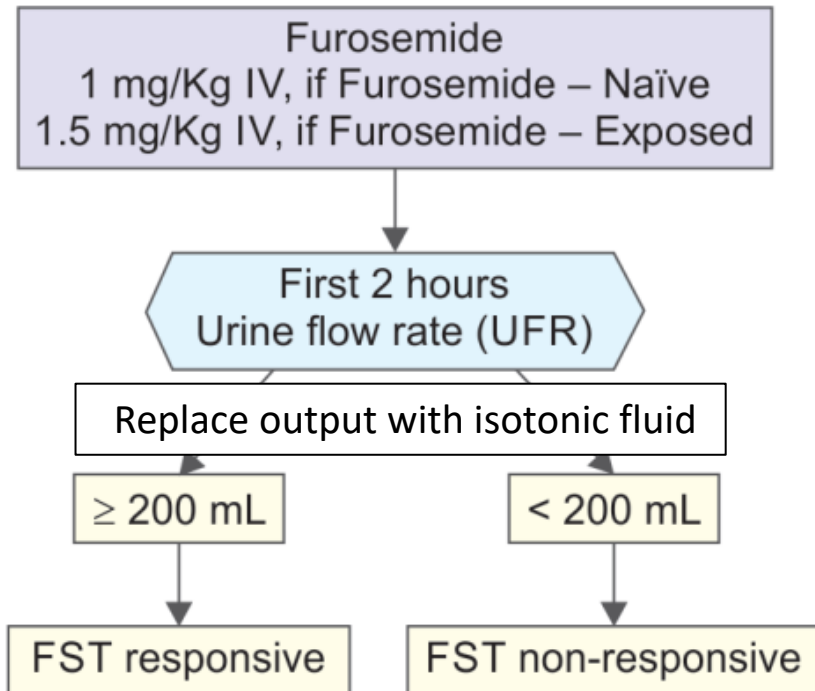 Furosemide
1 mg/Kg IV, if Furosemide – Naïve
1.5 mg/Kg IV, if Furosemide – Exposed
First 2 hours
Urine flow rate (UFR)
Replace output with isotonic fluid
≥ 200 mL
< 200 mL
FST responsive
FST non-responsive